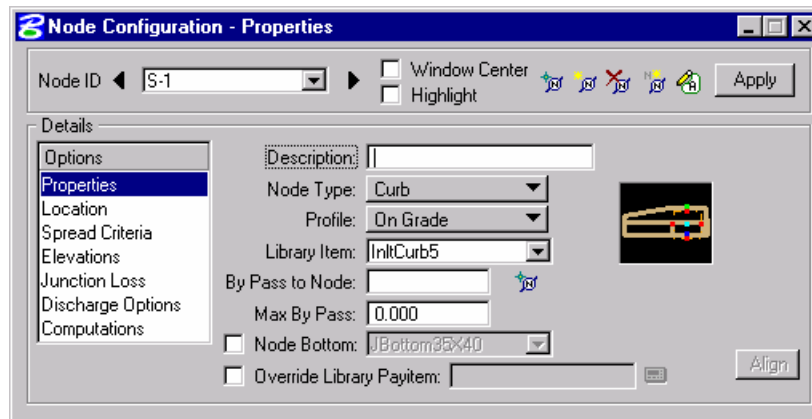 Node Configuration - Properties
Node ID S-1 Window Center Highlight Apply
Details
Options
Properties
Location
Spread Criteria
Elevations
Junction Loss
Discharge Options
Computations
Description:
Node Type: Curb
Profile: On Grade
Library Item: InltCurb5
By Pass to Node:
Max By Pass: 0.000
Node Bottom: JBottom35X40
Override Library Payitem:
Align